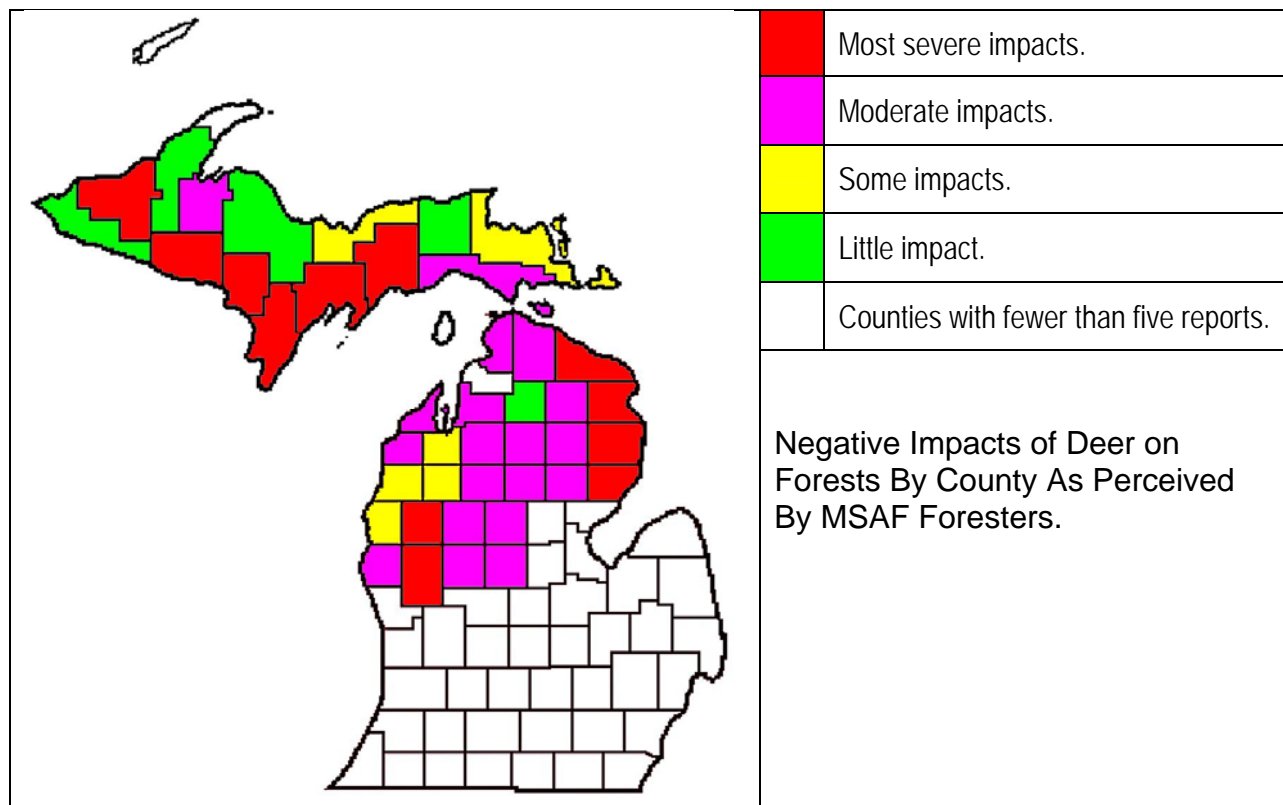 Most severe impacts.
Moderate impacts.
Some impacts.
Little impact.
Counties with fewer than five reports.
Negative Impacts of Deer on
Forests By County As Perceived
By MSAF Foresters.